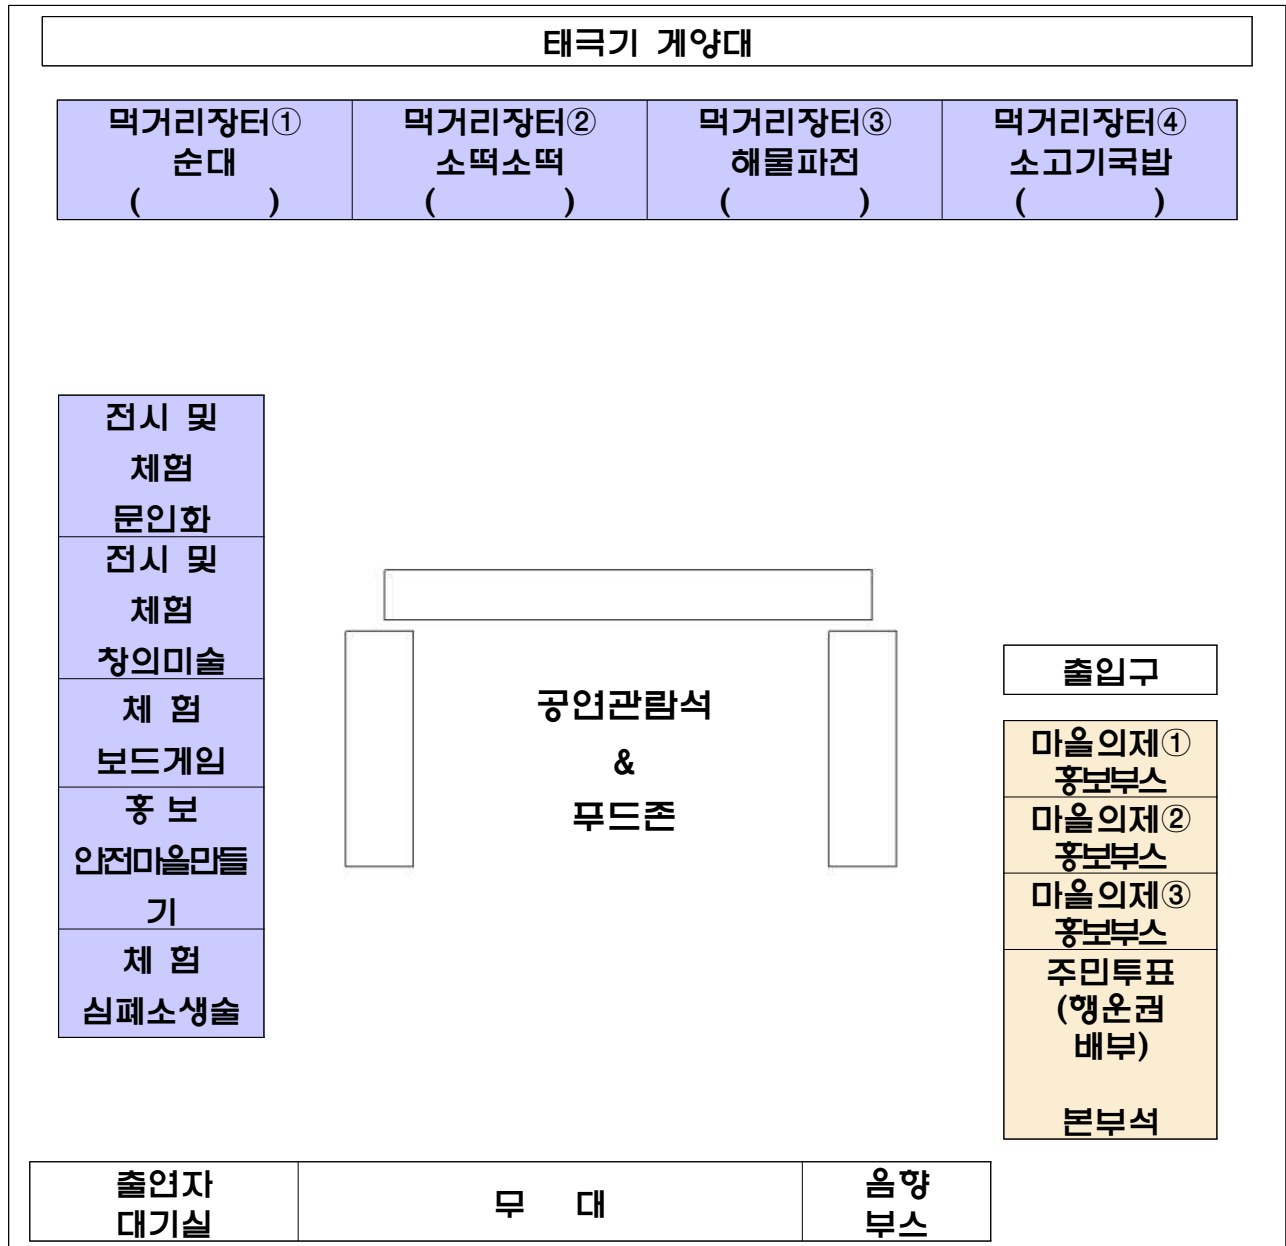 태극기 게양대
먹거리장터①
순대
( )
먹거리장터②
소떡소떡
( )
먹거리장터③
해물파전
( )
먹거리장터④
소고기국밥
( )
전시 및
체험
문인화
전시 및
체험
창의미술
체 험
보드게임
홍 보
안전마을만들
기
체 험
심폐소생술
공연관람석
&
푸드존
출입구
마을의제①
홍보부스
마을의제②
홍보부스
마을의제③
홍보부스
주민투표
(행운권
배부)
본부석
출연자
대기실
무 대
음향
부스